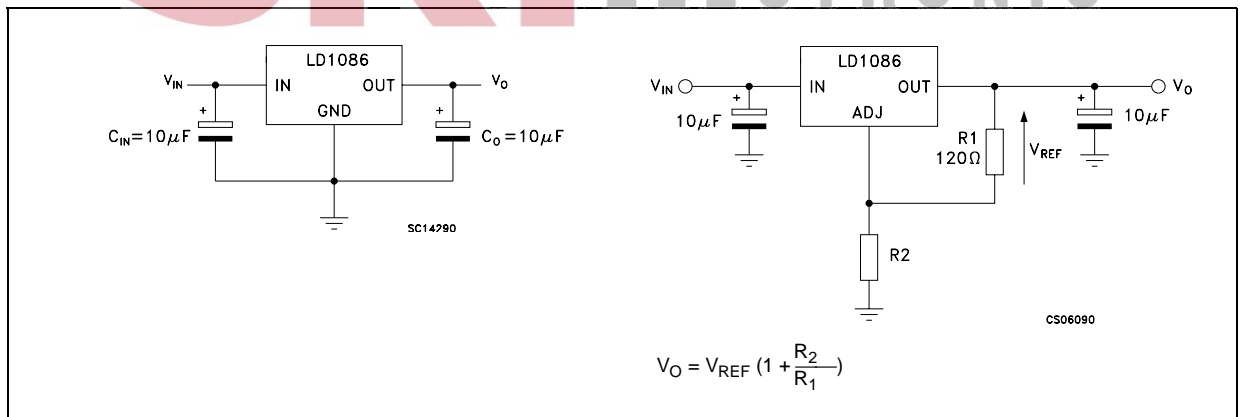 ELECTRONIC
LD1086
V_IN
IN
OUT
V_O
GND
+
+
C_IN=10μF
C_O=10μF
SC14290
LD1086
V_IN
IN
OUT
V_O
ADJ
+
10μF
R1
120Ω
V_REF
+
10μF
R2
CS06090
V_O = V_REF (1 + R_2/R_1)